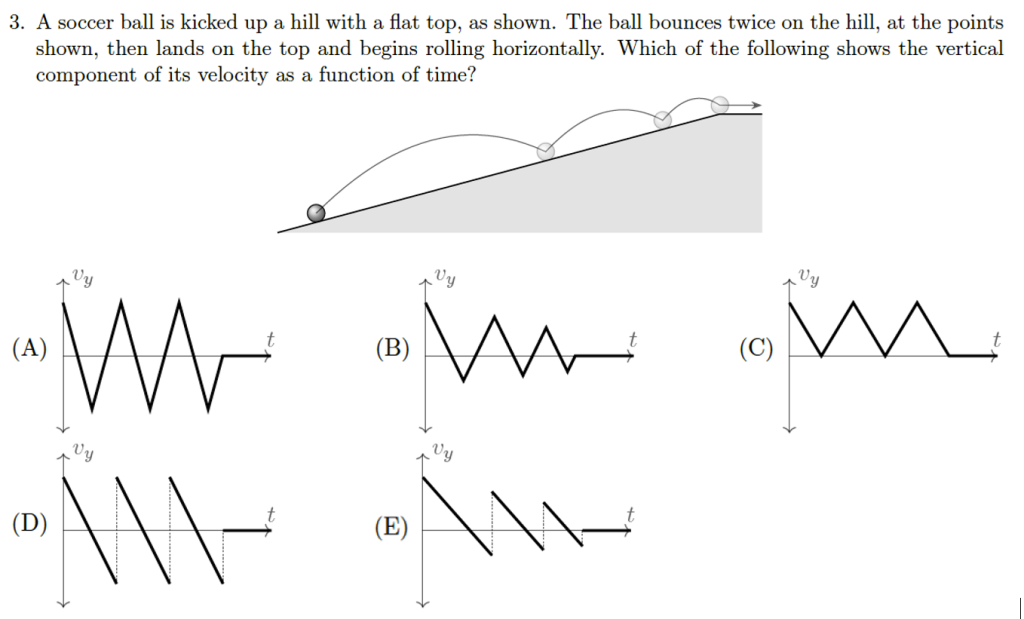 3. A soccer ball is kicked up a hill with a flat top, as shown. The ball bounces twice on the hill, at the points
shown, then lands on the top and begins rolling horizontally. Which of the following shows the vertical
component of its velocity as a function of time?
v_y
v_y
v_y
(A)
t
(B)
t
(C)
t
v_y
v_y
(D)
t
(E)
t